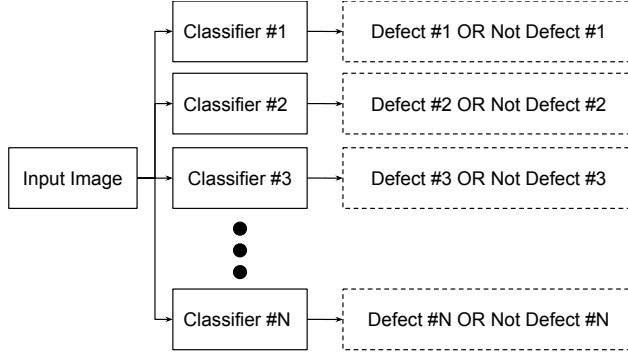 Classifier #1
Defect #1 OR Not Defect #1
Classifier #2
Defect #2 OR Not Defect #2
Input Image
Classifier #3
Defect #3 OR Not Defect #3
Classifier #N
Defect #N OR Not Defect #N